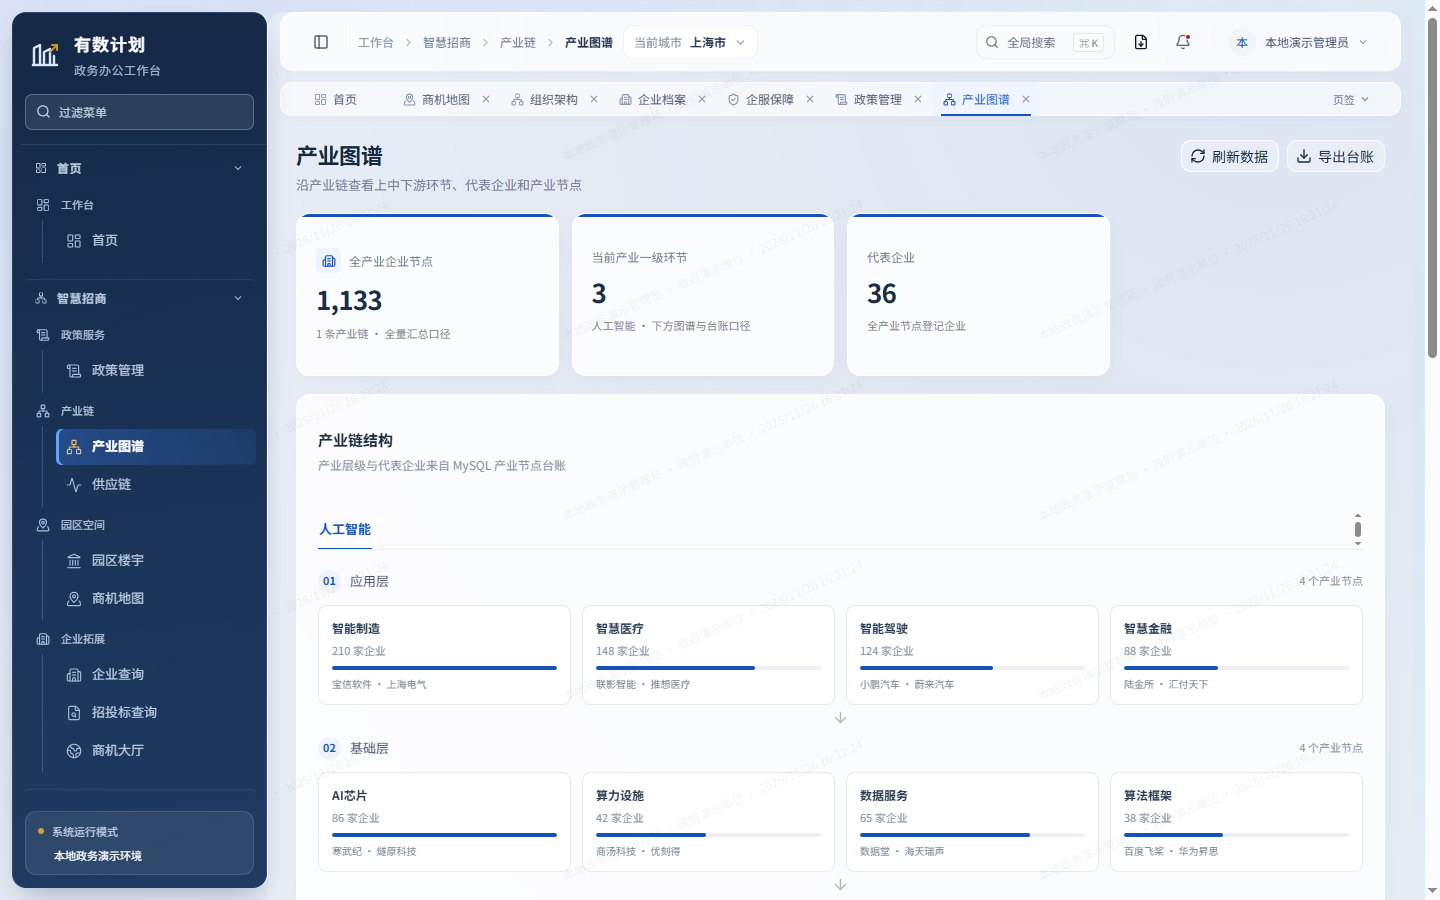 有数计划
政务办公工作台
过滤菜单
首页
工作台
首页
智慧招商
政策服务
政策管理
产业链
产业图谱
供应链
园区空间
园区楼宇
商机地图
企业拓展
企业查询
招投标查询
商机大厅
系统运行模式
本地政务演示环境
工作台 智慧招商 产业链 产业图谱 当前城市 上海市
全局搜索 ⌘K 本 本地演示管理员
首页 商机地图 组织架构 企业档案 企服保障 政策管理 产业图谱 页签
产业图谱
沿产业链查看上中下游环节、代表企业和产业节点
刷新数据 导出台账
全产业企业节点
1,133
1 条产业链 · 全量汇总口径
当前产业一级环节
3
人工智能 · 下方图谱与台账口径
代表企业
36
全产业节点登记企业
产业链结构
产业层级与代表企业来自 MySQL 产业节点台账
人工智能
01 应用层 4 个产业节点
智能制造
210 家企业
宝信软件 · 上海电气
智慧医疗
148 家企业
联影智能 · 推想医疗
智能驾驶
124 家企业
小鹏汽车 · 蔚来汽车
智慧金融
88 家企业
陆金所 · 汇付天下
02 基础层 4 个产业节点
AI芯片
86 家企业
寒武纪 · 燧原科技
算力设施
42 家企业
商汤科技 · 优刻得
数据服务
65 家企业
数据堂 · 海天瑞声
算法框架
38 家企业
百度飞桨 · 华为昇思
本地政务演示管理员 · 政府演示单位 · 2026/11/26 16:21:24